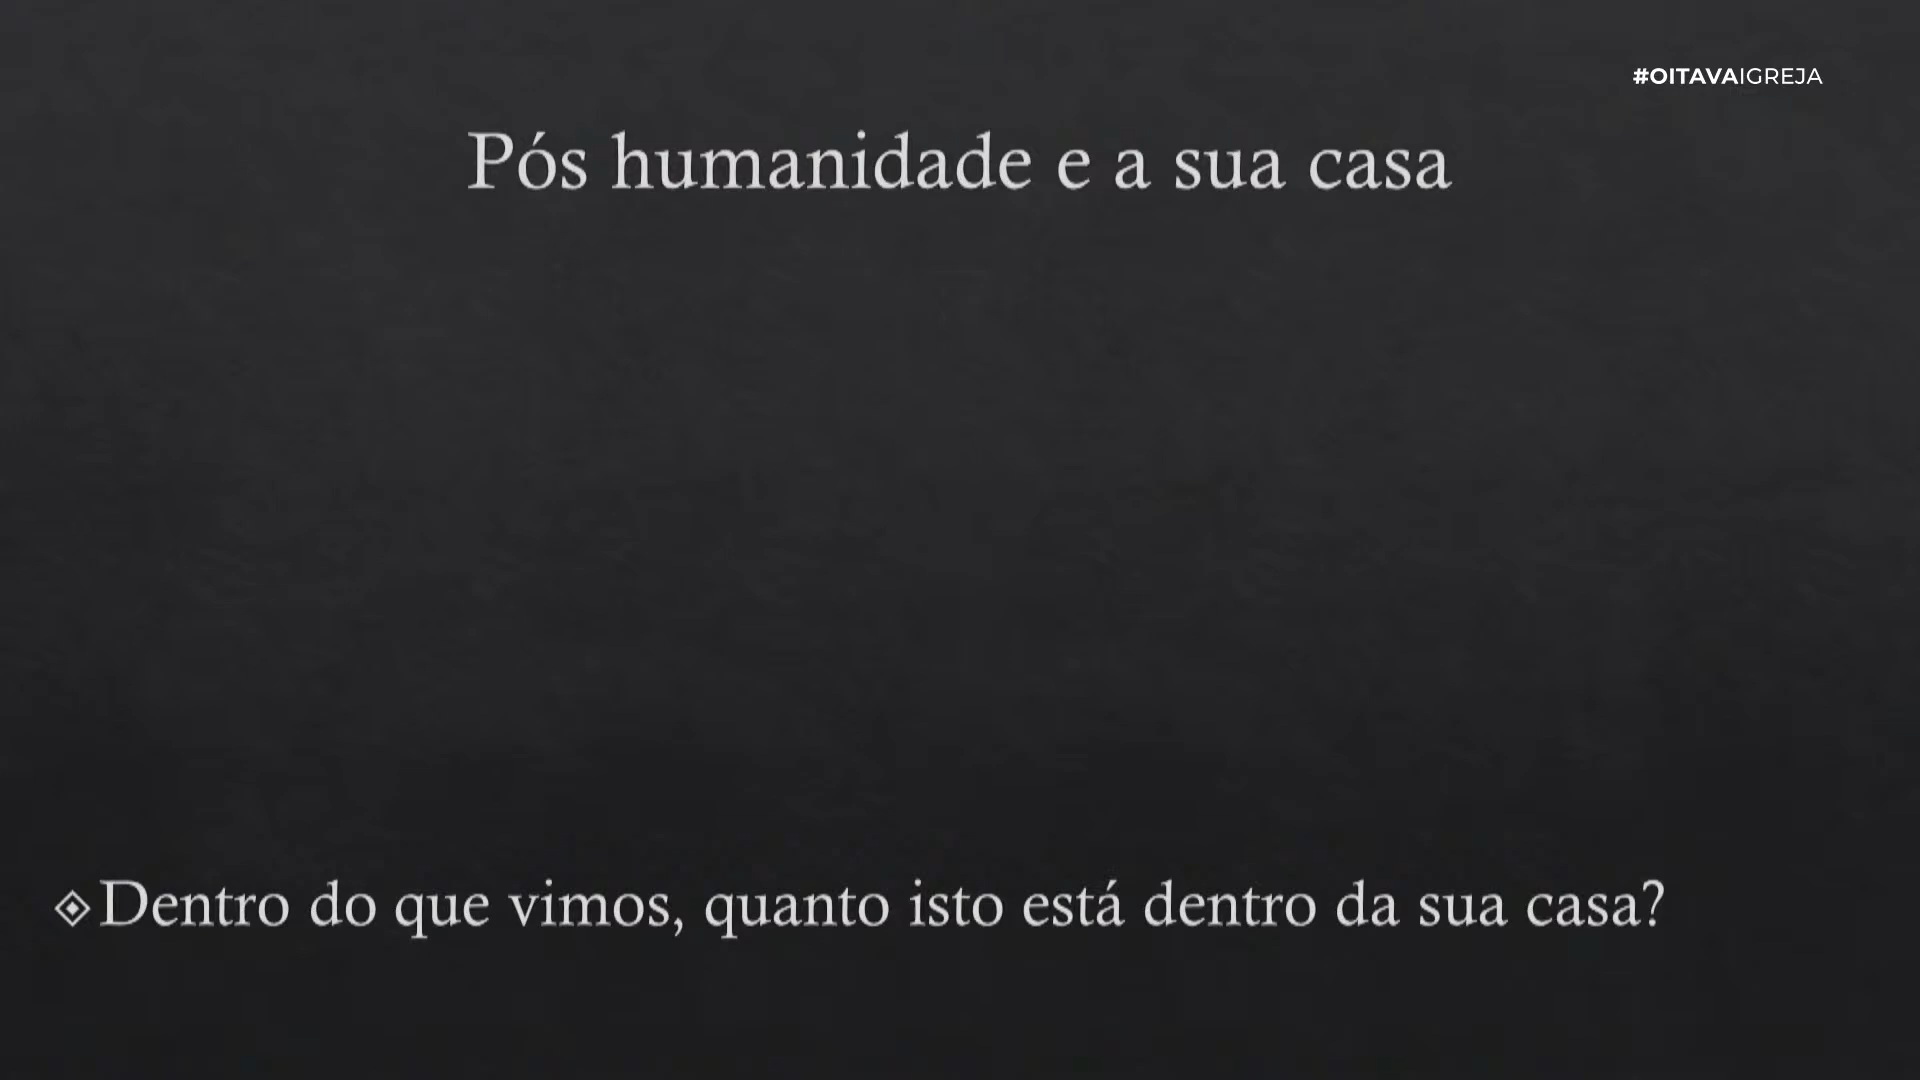 #OITAVAIGREJA
Pós humanidade e a sua casa
Dentro do que vimos, quanto isto está dentro da sua casa?